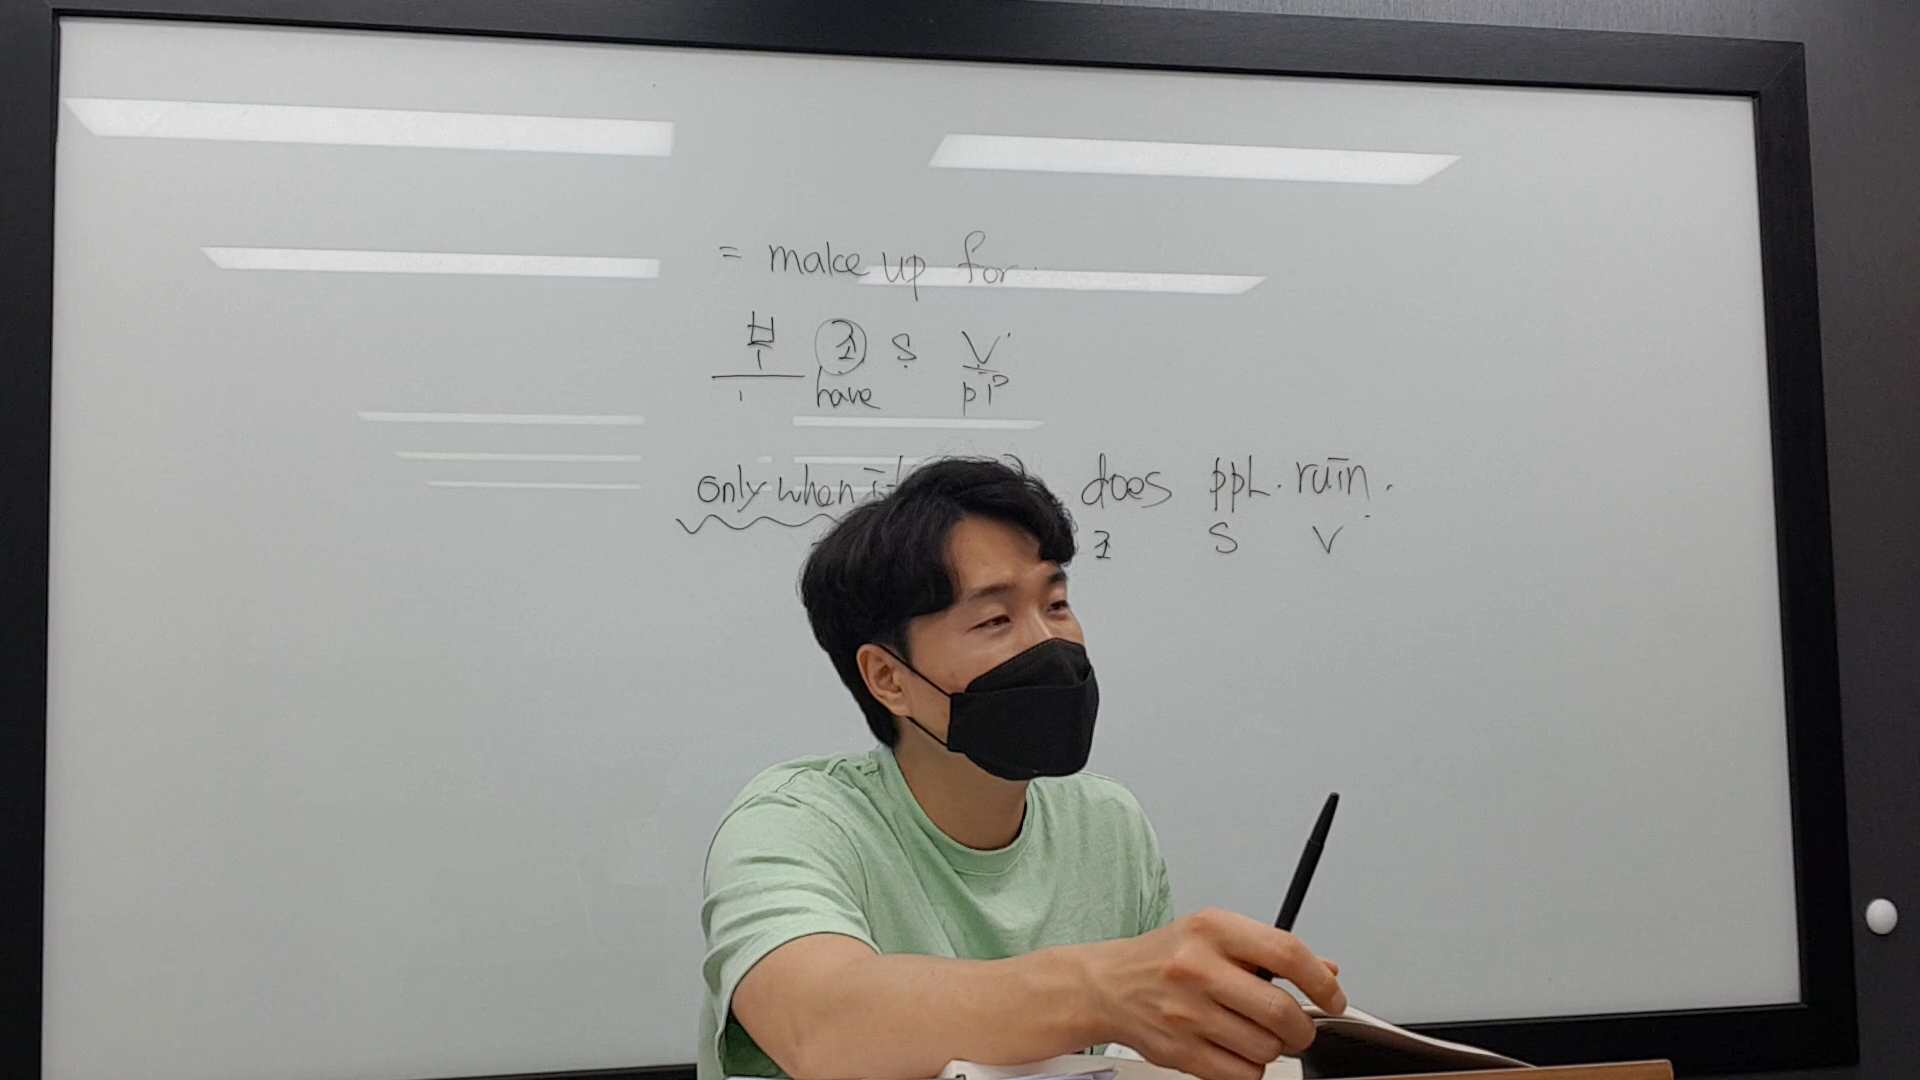 = make up for.
부 조 S V
have p.p
only when does ppl. ruin.
조 S V